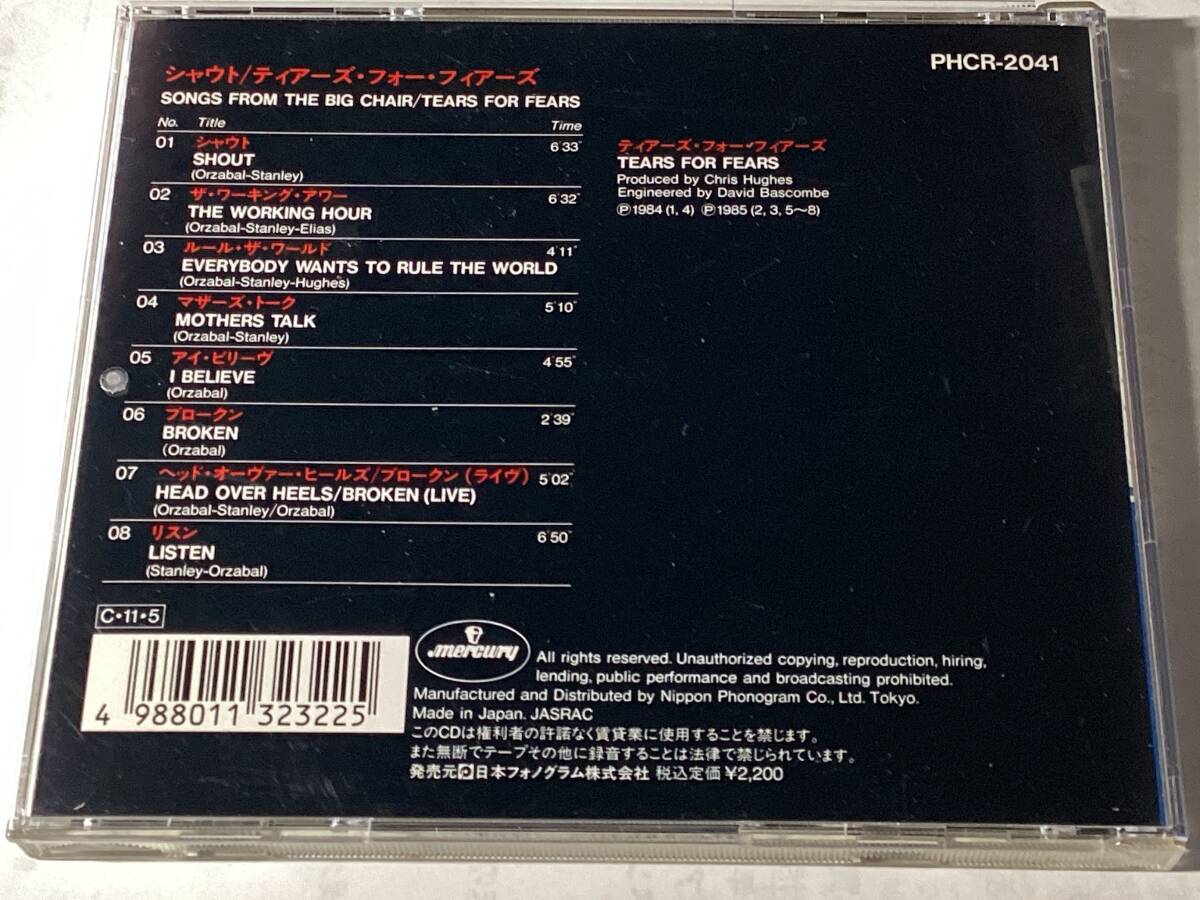 PHCR-2041
シャウト/ティアーズ・フォー・フィアーズ
SONGS FROM THE BIG CHAIR/TEARS FOR FEARS
No. Title Time
01 シャウト 6'33"
SHOUT
(Orzabal-Stanley)
02 ザ・ワーキング・アワー 6'32"
THE WORKING HOUR
(Orzabal-Stanley-Elias)
03 ルール・ザ・ワールド 4'11"
EVERYBODY WANTS TO RULE THE WORLD
(Orzabal-Stanley-Hughes)
04 マザーズ・トーク 5'10"
MOTHERS TALK
(Orzabal-Stanley)
05 アイ・ビリーヴ 4'55"
I BELIEVE
(Orzabal)
06 ブロークン 2'39"
BROKEN
(Orzabal)
07 ヘッド・オーヴァー・ヒールズ/ブロークン(ライヴ) 5'02"
HEAD OVER HEELS/BROKEN (LIVE)
(Orzabal-Stanley/Orzabal)
08 リスン 6'50"
LISTEN
(Stanley-Orzabal)
ティアーズ・フォー・フィアーズ
TEARS FOR FEARS
Produced by Chris Hughes
Engineered by David Bascombe
℗1984 (1, 4) ℗1985 (2, 3, 5〜8)
C・11・5
4 988011 323225
mercury
All rights reserved. Unauthorized copying, reproduction, hiring,
lending, public performance and broadcasting prohibited.
Manufactured and Distributed by Nippon Phonogram Co., Ltd. Tokyo.
Made in Japan. JASRAC
このCDは権利者の許諾なく賃貸業に使用することを禁じます。
また無断でテープその他に録音することは法律で禁じられています。
発売元 日本フォノグラム株式会社 税込定価¥2,200